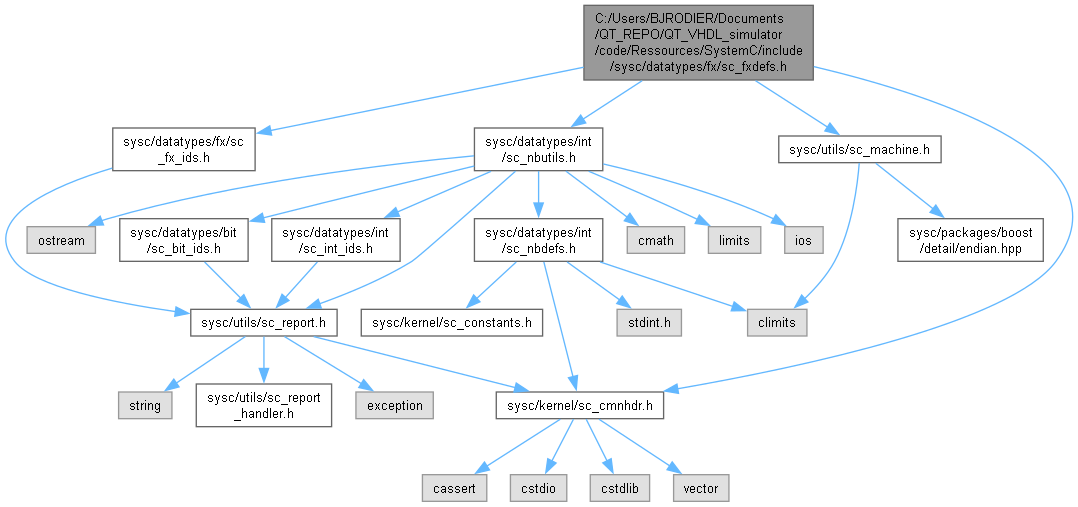 C:/Users/BJRODIER/Documents
/QT_REPO/QT_VHDL_simulator
/code/Ressources/SystemC/include
/sysc/datatypes/fx/sc_fxdefs.h
sysc/datatypes/fx/sc
_fx_ids.h
sysc/datatypes/int
/sc_nbutils.h
sysc/utils/sc_machine.h
ostream
sysc/datatypes/bit
/sc_bit_ids.h
sysc/datatypes/int
/sc_int_ids.h
sysc/datatypes/int
/sc_nbdefs.h
cmath
limits
ios
sysc/packages/boost
/detail/endian.hpp
sysc/utils/sc_report.h
sysc/kernel/sc_constants.h
stdint.h
climits
string
sysc/utils/sc_report
_handler.h
exception
sysc/kernel/sc_cmnhdr.h
cassert
cstdio
cstdlib
vector